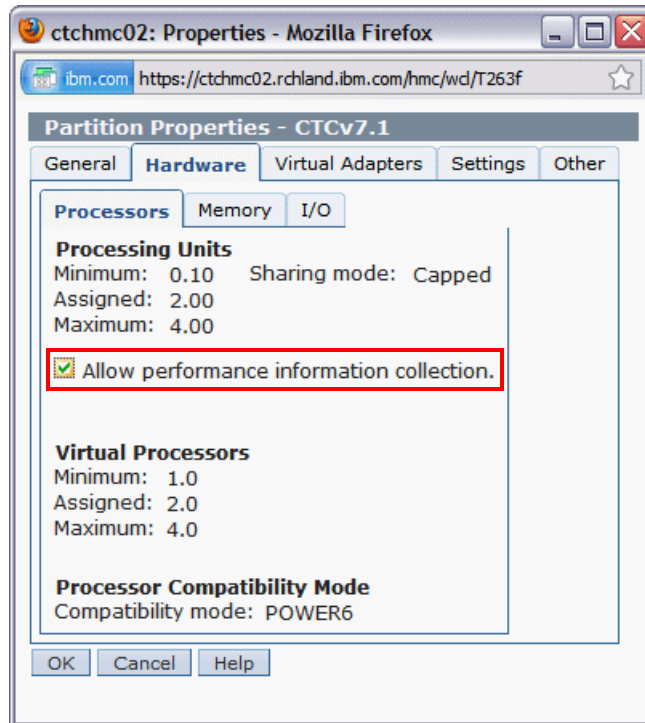 ctchmc02: Properties - Mozilla Firefox
ibm.com https://ctchmc02.rchland.ibm.com/hmc/wcl/T263f
Partition Properties - CTCv7.1
General Hardware Virtual Adapters Settings Other
Processors Memory I/O
Processing Units
Minimum: 0.10 Sharing mode: Capped
Assigned: 2.00
Maximum: 4.00
Allow performance information collection.
Virtual Processors
Minimum: 1.0
Assigned: 2.0
Maximum: 4.0
Processor Compatibility Mode
Compatibility mode: POWER6
OK Cancel Help